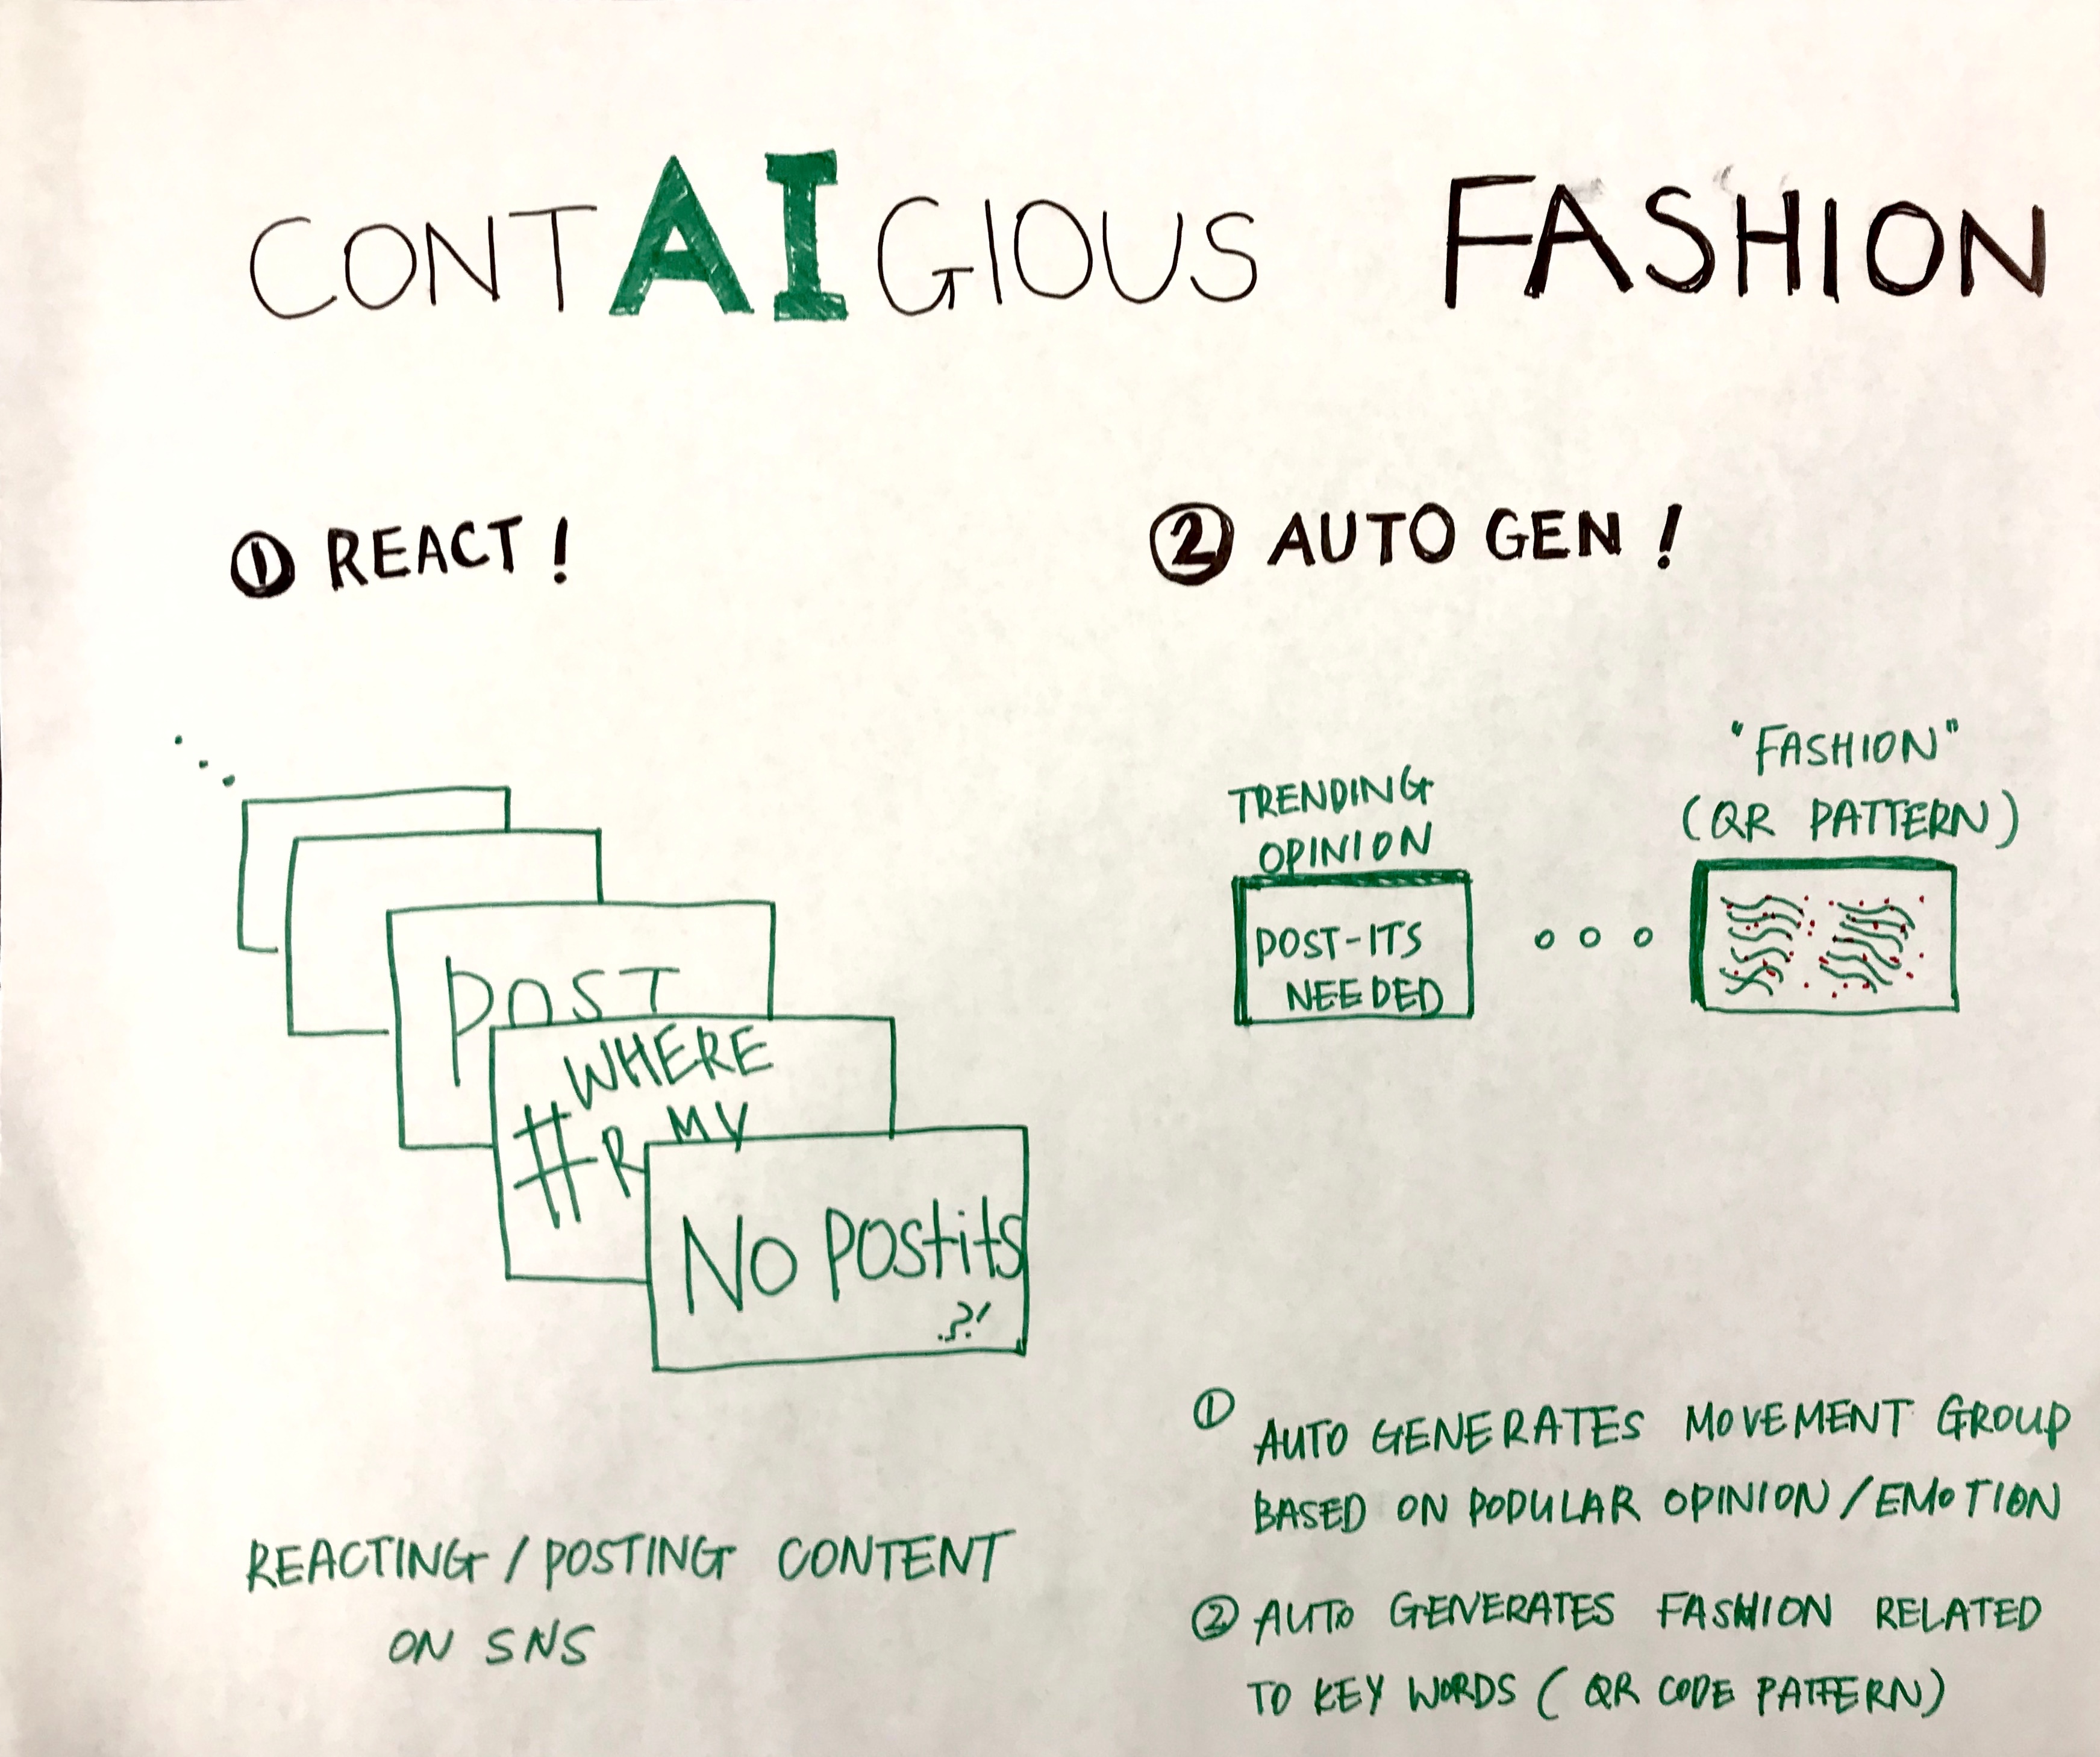 CONTAIGIOUS FASHION
① REACT!
POST
#WHERE
R MY
No Postits
?!
REACTING / POSTING CONTENT
ON SNS
② AUTO GEN!
TRENDING
OPINION
POST-ITS
NEEDED
"FASHION"
(QR PATTERN)
① AUTO GENERATES MOVEMENT GROUP
BASED ON POPULAR OPINION/EMOTION
② AUTO GENERATES FASHION RELATED
TO KEY WORDS (QR CODE PATTERN)